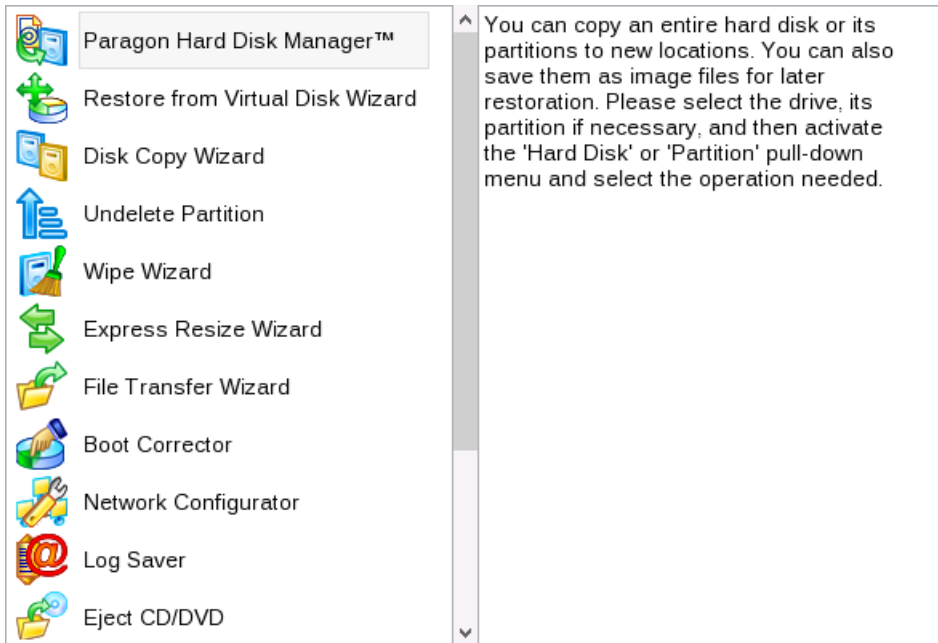 Paragon Hard Disk Manager™
Restore from Virtual Disk Wizard
Disk Copy Wizard
Undelete Partition
Wipe Wizard
Express Resize Wizard
File Transfer Wizard
Boot Corrector
Network Configurator
Log Saver
Eject CD/DVD
You can copy an entire hard disk or its
partitions to new locations. You can also
save them as image files for later
restoration. Please select the drive, its
partition if necessary, and then activate
the 'Hard Disk' or 'Partition' pull-down
menu and select the operation needed.